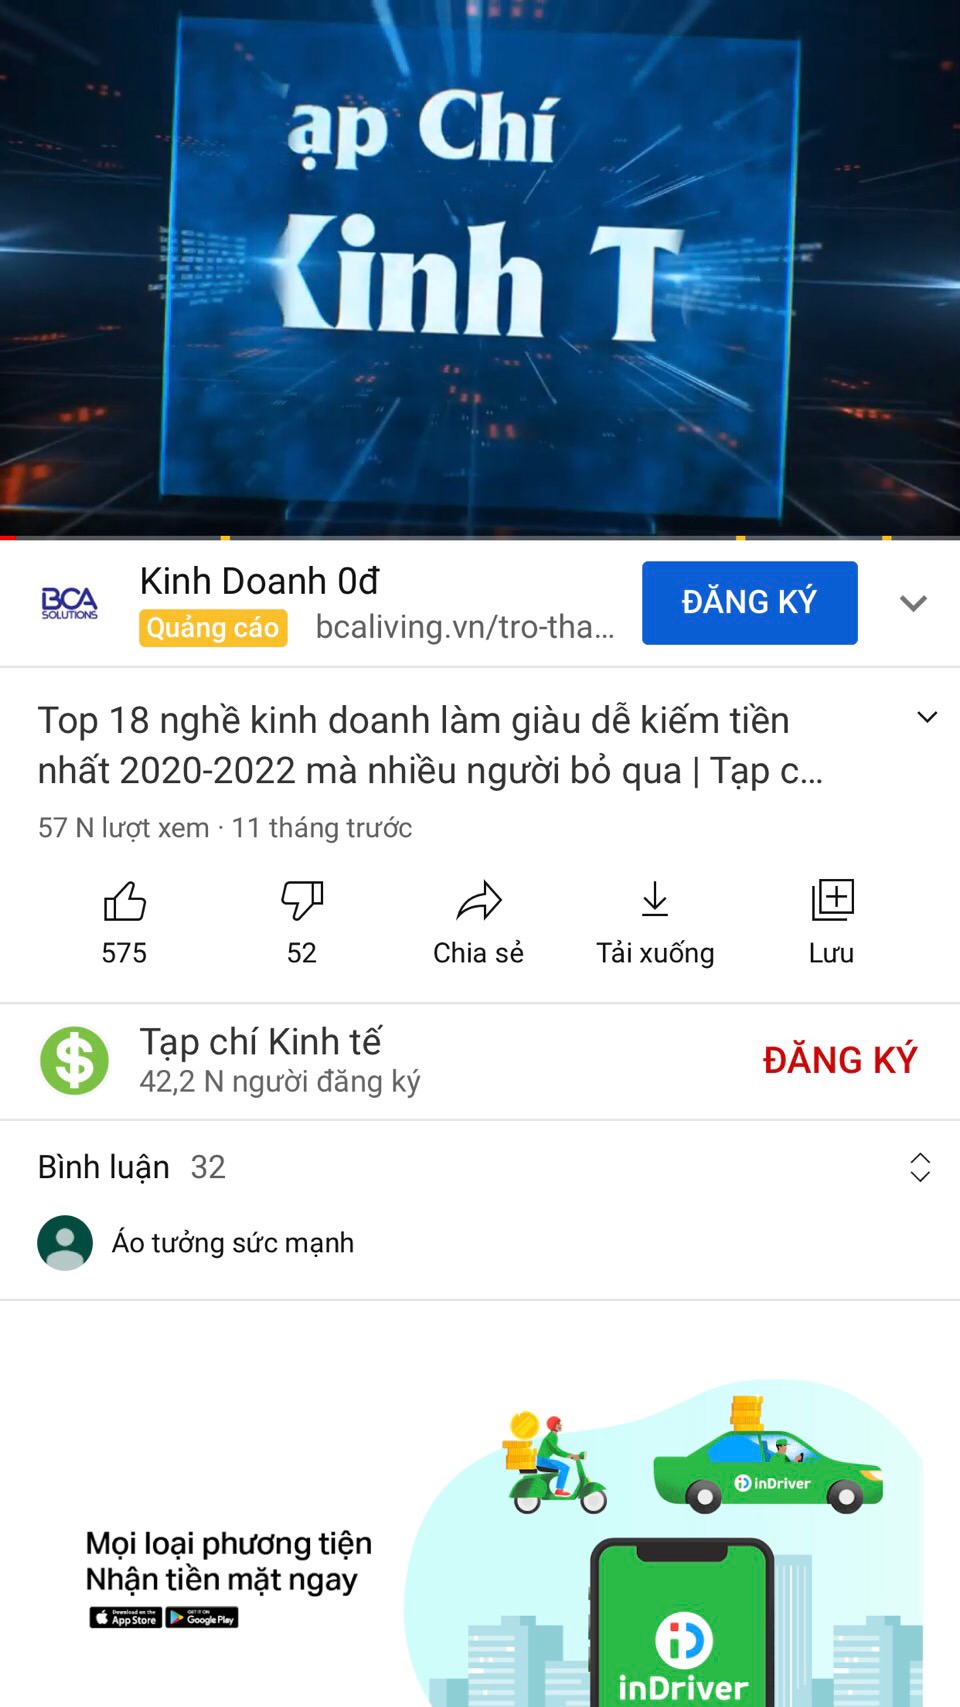 ạp Chí
Kinh T
BCA
SOLUTIONS
Kinh Doanh 0đ
Quảng cáo bcaliving.vn/tro-tha...
ĐĂNG KÝ
Top 18 nghề kinh doanh làm giàu dễ kiếm tiền
nhất 2020-2022 mà nhiều người bỏ qua | Tạp c...
57 N lượt xem · 11 tháng trước
575 52 Chia sẻ Tải xuống Lưu
Tạp chí Kinh tế
42,2 N người đăng ký
ĐĂNG KÝ
Bình luận 32
Áo tưởng sức mạnh
inDriver
Mọi loại phương tiện
Nhận tiền mặt ngay
Download on the App Store GET IT ON Google Play
inDriver